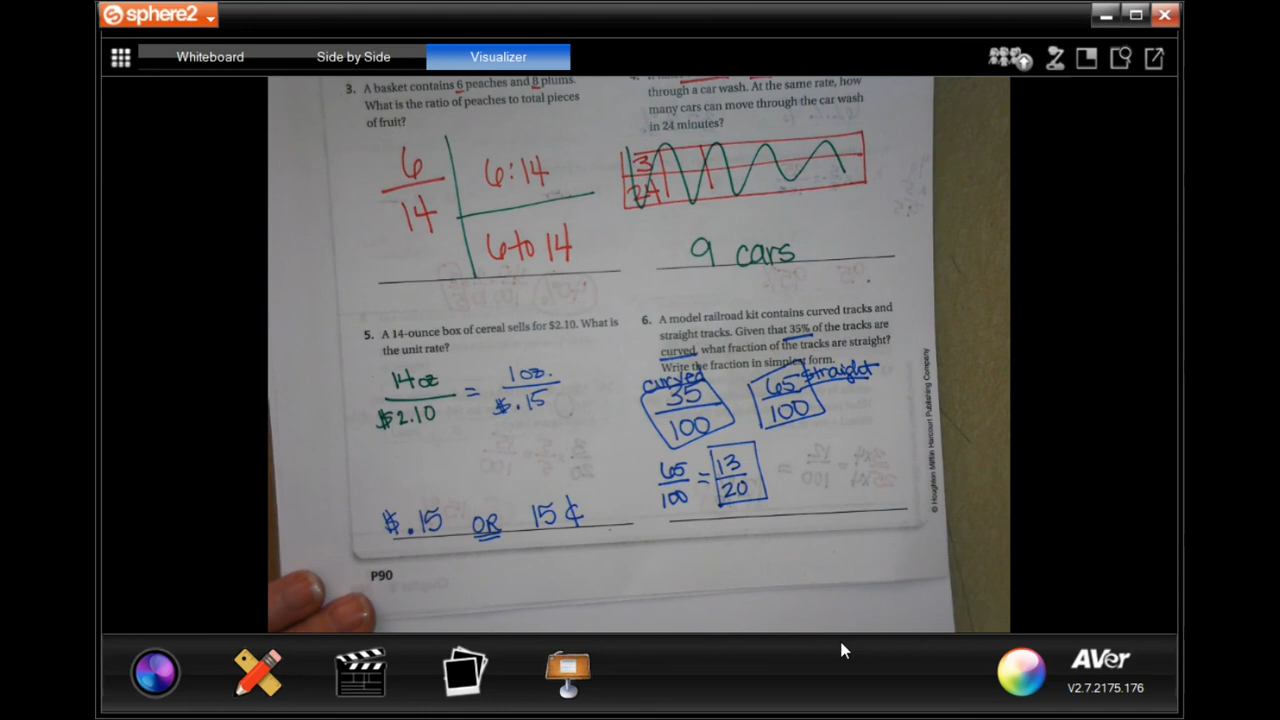 sphere2
Whiteboard
Side by Side
Visualizer
3. A basket contains 6 peaches and 8 plums.
What is the ratio of peaches to total pieces
of fruit?
6
14
6:14
6 to 14
through a car wash. At the same rate, how
many cars can move through the car wash
in 24 minutes?
3
24
9 cars
5. A 14-ounce box of cereal sells for $2.10. What is
the unit rate?
14 oz
$2.10
=
1 oz.
$.15
$.15 OR 15¢
6. A model railroad kit contains curved tracks and
straight tracks. Given that 35% of the tracks are
curved, what fraction of the tracks are straight?
Write the fraction in simplest form.
curved
35
100
straight
65
100
65
100
=
13
20
© Houghton Mifflin Harcourt Publishing Company
P90
AVer
V2.7.2175.176